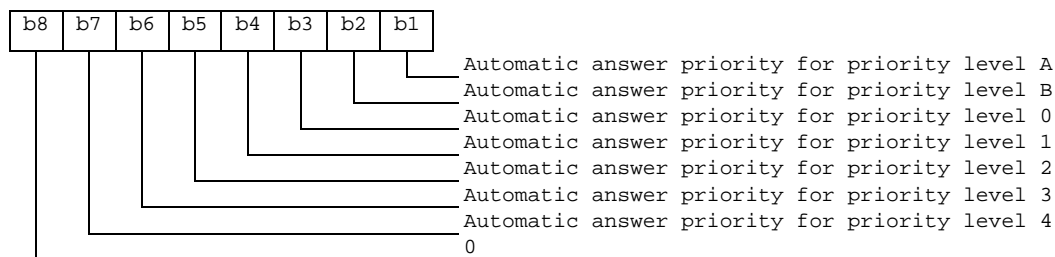 b8 b7 b6 b5 b4 b3 b2 b1
Automatic answer priority for priority level A
Automatic answer priority for priority level B
Automatic answer priority for priority level 0
Automatic answer priority for priority level 1
Automatic answer priority for priority level 2
Automatic answer priority for priority level 3
Automatic answer priority for priority level 4
0